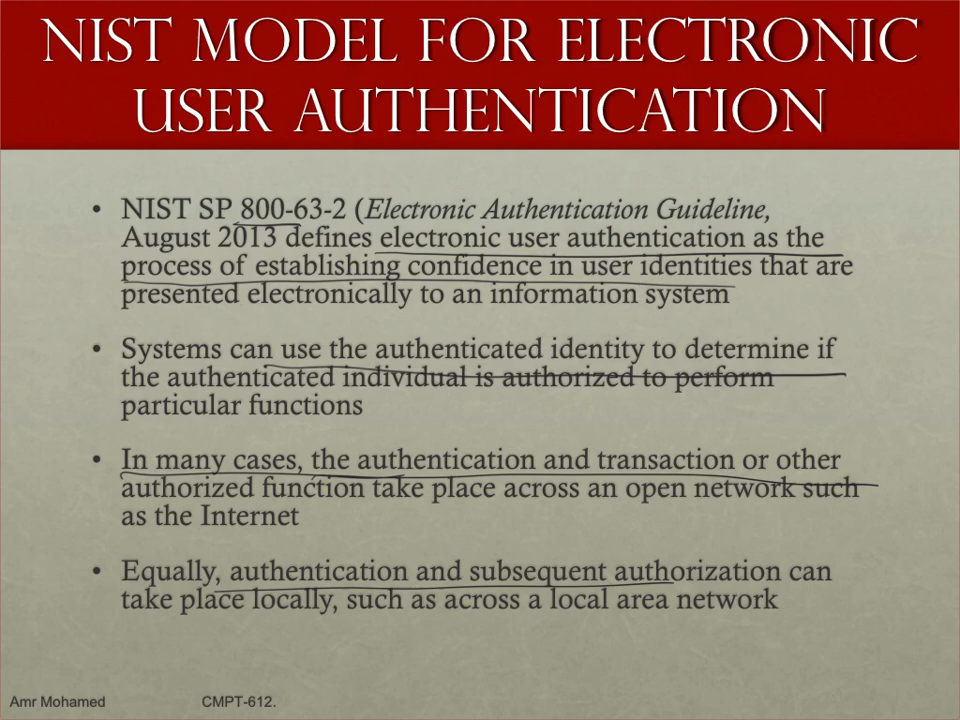 NIST MODEL FOR ELECTRONIC
USER AUTHENTICATION
• NIST SP 800-63-2 (Electronic Authentication Guideline,
August 2013 defines electronic user authentication as the
process of establishing confidence in user identities that are
presented electronically to an information system
• Systems can use the authenticated identity to determine if
the authenticated individual is authorized to perform
particular functions
• In many cases, the authentication and transaction or other
authorized function take place across an open network such
as the Internet
• Equally, authentication and subsequent authorization can
take place locally, such as across a local area network
Amr Mohamed CMPT-612.